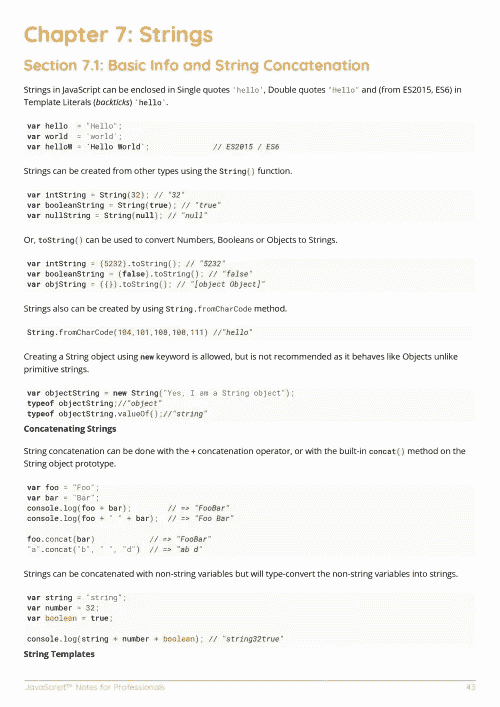 Chapter 7: Strings
Section 7.1: Basic Info and String Concatenation
Strings in JavaScript can be enclosed in Single quotes 'hello', Double quotes "Hello" and (from ES2015, ES6) in
Template Literals (backticks) `hello`.
var hello  = "Hello";
var world  = 'world';
var helloW = `Hello World`;              // ES2015 / ES6
Strings can be created from other types using the String() function.
var intString = String(32); // "32"
var booleanString = String(true); // "true"
var nullString = String(null); // "null"
Or, toString() can be used to convert Numbers, Booleans or Objects to Strings.
var intString = (5232).toString(); // "5232"
var booleanString = (false).toString(); // "false"
var objString = ({}).toString(); // "[object Object]"
Strings also can be created by using String.fromCharCode method.
String.fromCharCode(104,101,108,108,111) //"hello"
Creating a String object using new keyword is allowed, but is not recommended as it behaves like Objects unlike
primitive strings.
var objectString = new String("Yes, I am a String object");
typeof objectString;//"object"
typeof objectString.valueOf();//"string"
Concatenating Strings
String concatenation can be done with the + concatenation operator, or with the built-in concat() method on the
String object prototype.
var foo = "Foo";
var bar = "Bar";
console.log(foo + bar);        // => "FooBar"
console.log(foo + " " + bar);  // => "Foo Bar"
foo.concat(bar)            // => "FooBar"
"a".concat("b", " ", "d")  // => "ab d"
Strings can be concatenated with non-string variables but will type-convert the non-string variables into strings.
var string = "string";
var number = 32;
var boolean = true;
console.log(string + number + boolean); // "string32true"
String Templates
JavaScript™ Notes for Professionals 43